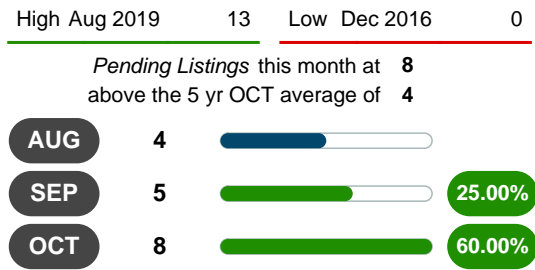 High Aug 2019 13 Low Dec 2016 0
Pending Listings this month at 8
above the 5 yr OCT average of 4
AUG 4
SEP 5 25.00%
OCT 8 60.00%